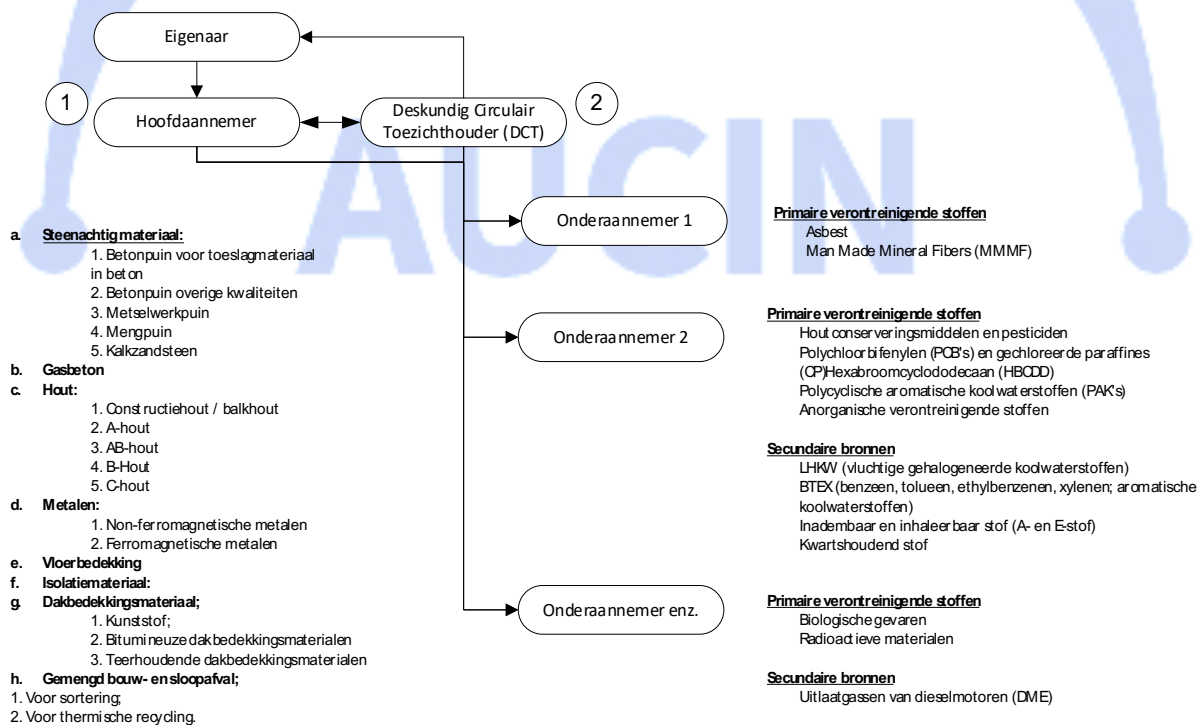 Eigenaar
1
Hoofdaannemer
Deskundig Circulair
Toezichthouder (DCT)
2
AUCIN
Onderaannemer 1
Primaire verontreinigende stoffen
Asbest
Man Made Mineral Fibers (MMMF)
a. Steenachtig materiaal:
1. Betonpuin voor toeslagmateriaal
in beton
2. Betonpuin overige kwaliteiten
3. Metselwerkpuin
4. Mengpuin
5. Kalkzandsteen
b. Gasbeton
c. Hout:
1. Constructiehout / balkhout
2. A-hout
3. AB-hout
4. B-Hout
5. C-hout
d. Metalen:
1. Non-ferromagnetische metalen
2. Ferromagnetische metalen
e. Vloerbedekking
f. Isolatiemateriaal:
g. Dakbedekkingsmateriaal;
1. Kunststof;
2. Bitumineuze dakbedekkingsmaterialen
3. Teerhoudende dakbedekkingsmaterialen
h. Gemengd bouw- en sloopafval;
1. Voor sortering;
2. Voor thermische recycling.
Onderaannemer 2
Primaire verontreinigende stoffen
Hout conserveringsmiddelen en pesticiden
Polychloorbifenylen (PCB's) en gechloreerde paraffines
(CP)Hexabroomcyclododecaan (HBCDD)
Polycyclische aromatische koolwaterstoffen (PAK's)
Anorganische verontreinigende stoffen
Secundaire bronnen
LHKW (vluchtige gehalogeneerde koolwaterstoffen)
BTEX (benzeen, tolueen, ethylbenzenen, xylenen; aromatische
koolwaterstoffen)
Inadembaar en inhaleerbaar stof (A- en E-stof)
Kwartshoudend stof
Onderaannemer enz.
Primaire verontreinigende stoffen
Biologische gevaren
Radioactieve materialen
Secundaire bronnen
Uitlaatgassen van dieselmotoren (DME)